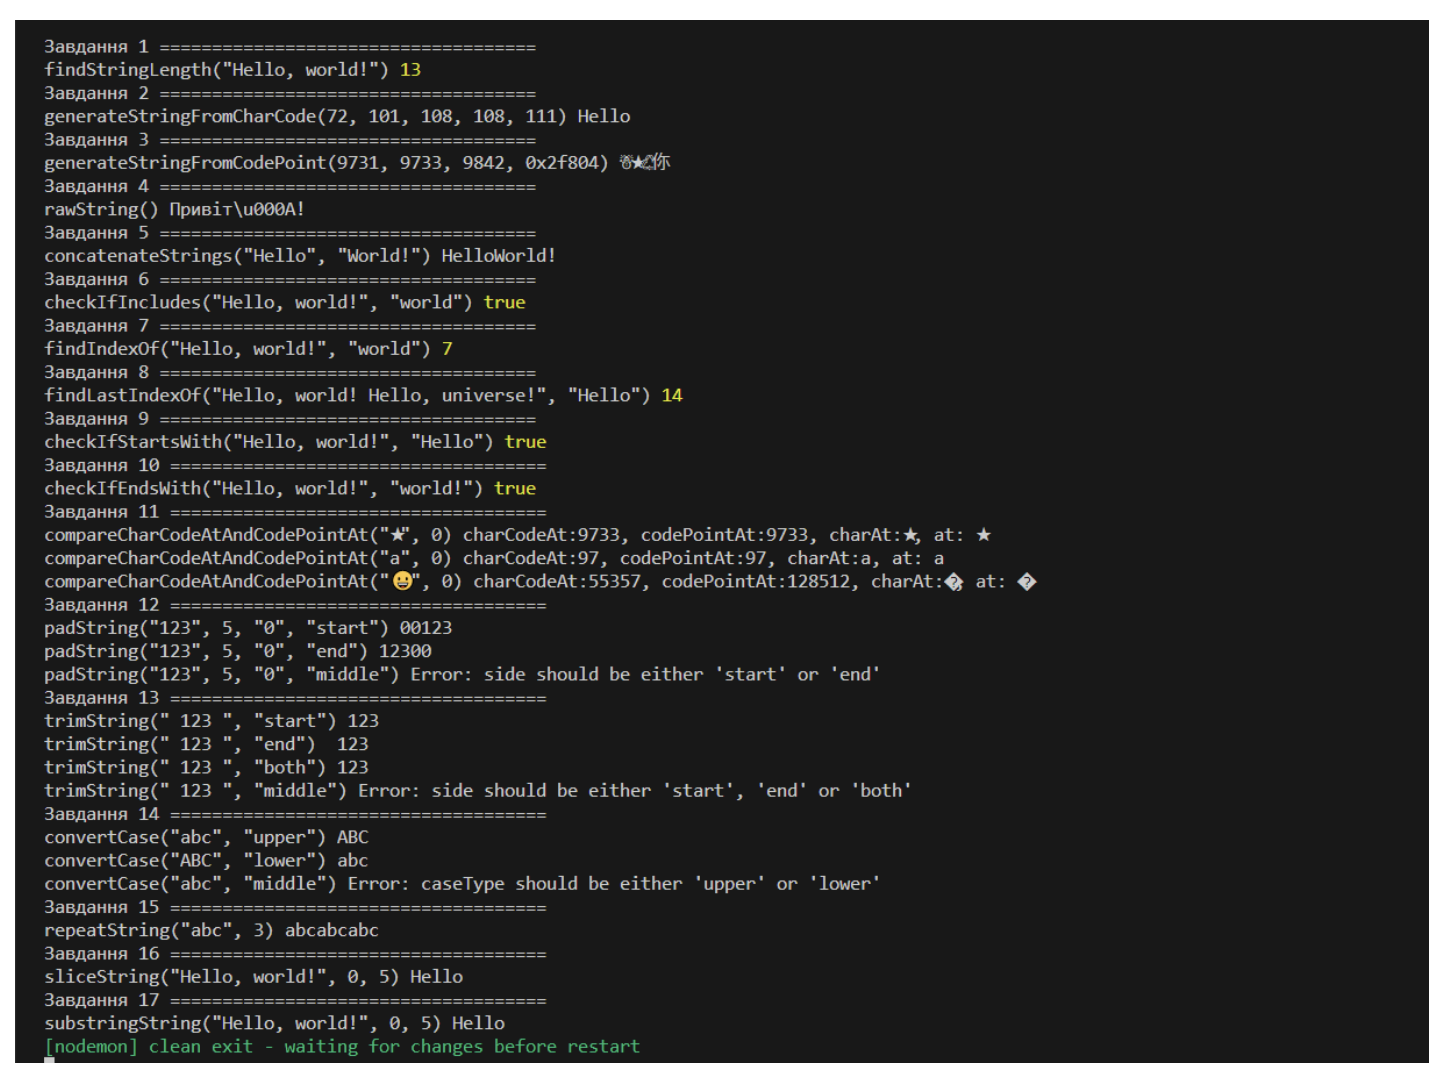 Завдання 1 ====================================
findStringLength("Hello, world!") 13
Завдання 2 ====================================
generateStringFromCharCode(72, 101, 108, 108, 111) Hello
Завдання 3 ====================================
generateStringFromCodePoint(9731, 9733, 9842, 0x2f804) ☃★♲你
Завдання 4 ====================================
rawString() Привіт\u000A!
Завдання 5 ====================================
concatenateStrings("Hello", "World!") HelloWorld!
Завдання 6 ====================================
checkIfIncludes("Hello, world!", "world") true
Завдання 7 ====================================
findIndexOf("Hello, world!", "world") 7
Завдання 8 ====================================
findLastIndexOf("Hello, world! Hello, universe!", "Hello") 14
Завдання 9 ====================================
checkIfStartsWith("Hello, world!", "Hello") true
Завдання 10 ====================================
checkIfEndsWith("Hello, world!", "world!") true
Завдання 11 ====================================
compareCharCodeAtAndCodePointAt("★", 0) charCodeAt:9733, codePointAt:9733, charAt:★, at: ★
compareCharCodeAtAndCodePointAt("a", 0) charCodeAt:97, codePointAt:97, charAt:a, at: a
compareCharCodeAtAndCodePointAt("😀", 0) charCodeAt:55357, codePointAt:128512, charAt:�, at: �
Завдання 12 ====================================
padString("123", 5, "0", "start") 00123
padString("123", 5, "0", "end") 12300
padString("123", 5, "0", "middle") Error: side should be either 'start' or 'end'
Завдання 13 ====================================
trimString(" 123 ", "start") 123
trimString(" 123 ", "end")  123
trimString(" 123 ", "both") 123
trimString(" 123 ", "middle") Error: side should be either 'start', 'end' or 'both'
Завдання 14 ====================================
convertCase("abc", "upper") ABC
convertCase("ABC", "lower") abc
convertCase("abc", "middle") Error: caseType should be either 'upper' or 'lower'
Завдання 15 ====================================
repeatString("abc", 3) abcabcabc
Завдання 16 ====================================
sliceString("Hello, world!", 0, 5) Hello
Завдання 17 ====================================
substringString("Hello, world!", 0, 5) Hello
[nodemon] clean exit - waiting for changes before restart